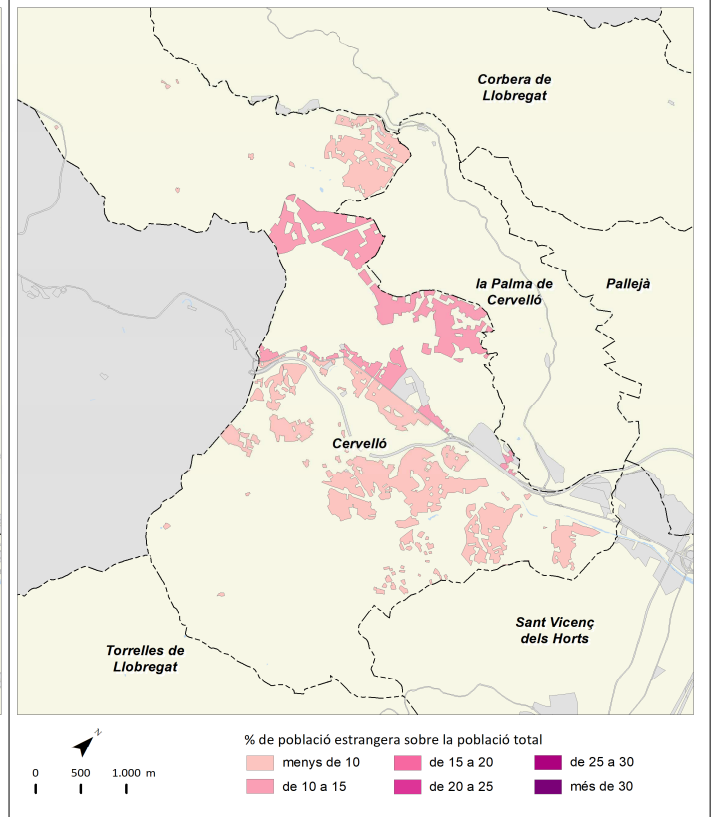 Corbera de
Llobregat
la Palma de
Cervelló
Pallejà
Cervelló
Sant Vicenç
dels Horts
Torrelles de
Llobregat
N
0 500 1.000 m
% de població estrangera sobre la població total
menys de 10
de 15 a 20
de 25 a 30
de 10 a 15
de 20 a 25
més de 30